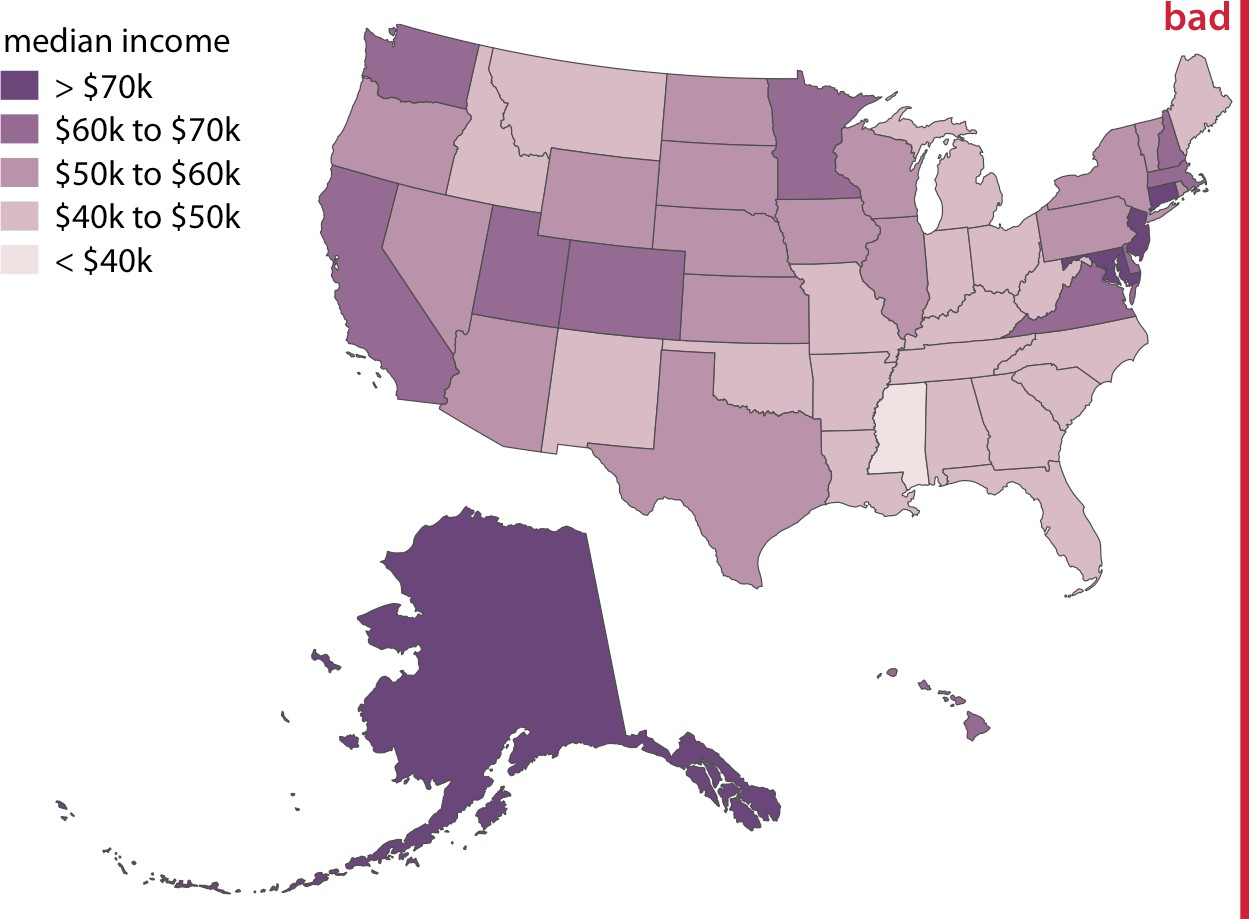 bad
median income
> $70k
$60k to $70k
$50k to $60k
$40k to $50k
< $40k